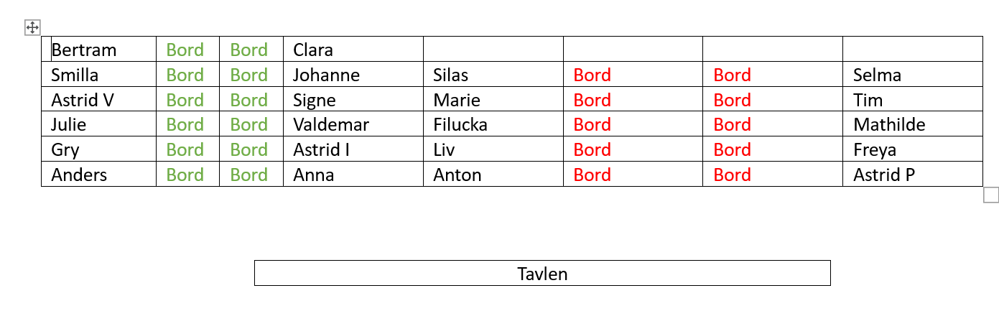 Bertram Bord Bord Clara
Smilla Bord Bord Johanne Silas Bord Bord Selma
Astrid V Bord Bord Signe Marie Bord Bord Tim
Julie Bord Bord Valdemar Filucka Bord Bord Mathilde
Gry Bord Bord Astrid I Liv Bord Bord Freya
Anders Bord Bord Anna Anton Bord Bord Astrid P
Tavlen